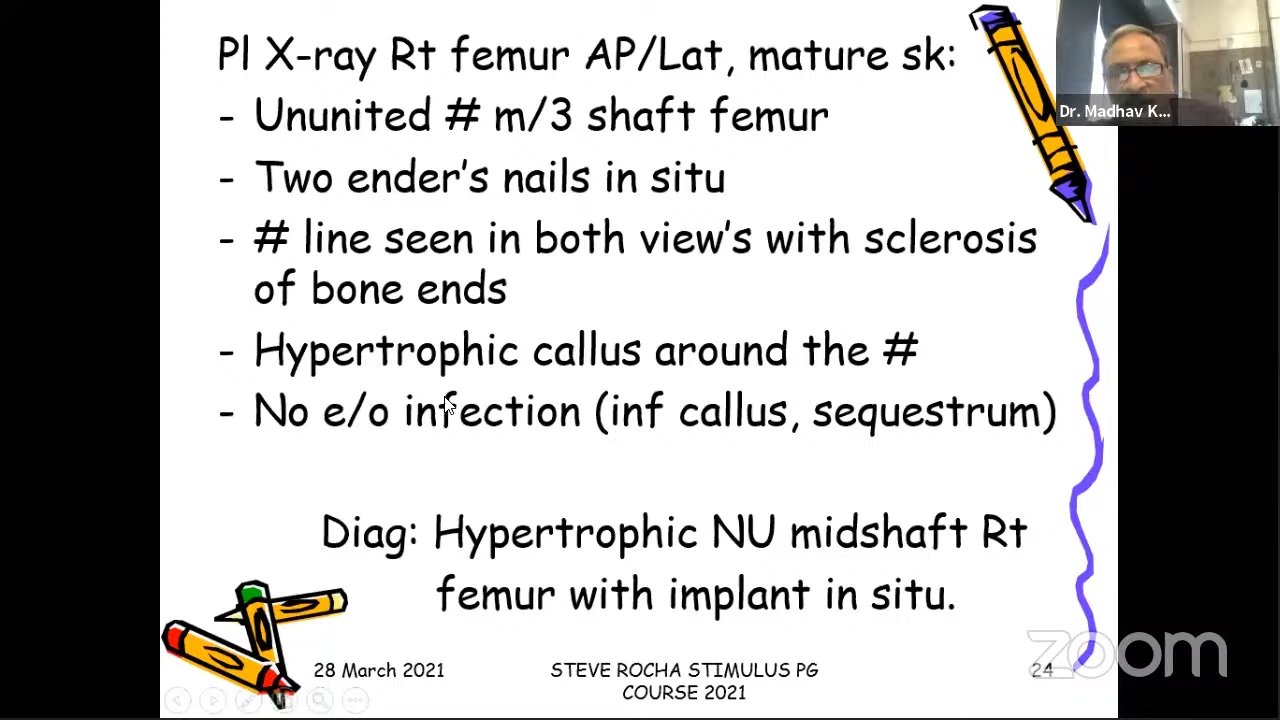 Pl X-ray Rt femur AP/Lat, mature sk:
- Ununited # m/3 shaft femur
- Two ender's nails in situ
- # line seen in both view's with sclerosis
of bone ends
- Hypertrophic callus around the #
- No e/o infection (inf callus, sequestrum)
Diag: Hypertrophic NU midshaft Rt
femur with implant in situ.
28 March 2021
STEVE ROCHA STIMULUS PG
COURSE 2021
24
zoom
Dr. Madhav K...